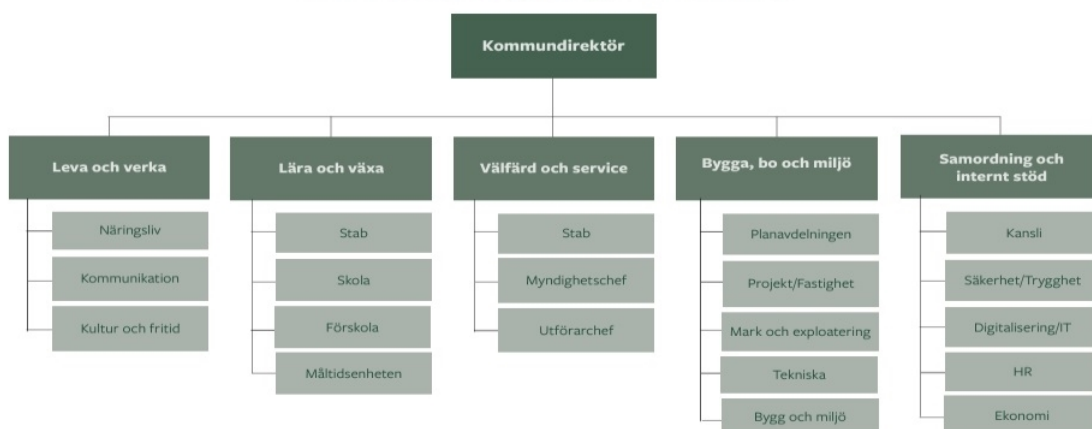 Kommundirektör
Leva och verka
Näringsliv
Kommunikation
Kultur och fritid
Lära och växa
Stab
Skola
Förskola
Måltidsenheten
Välfärd och service
Stab
Myndighetschef
Utförarchef
Bygga, bo och miljö
Planavdelningen
Projekt/Fastighet
Mark och exploatering
Tekniska
Bygg och miljö
Samordning och
internt stöd
Kansli
Säkerhet/Trygghet
Digitalisering/IT
HR
Ekonomi